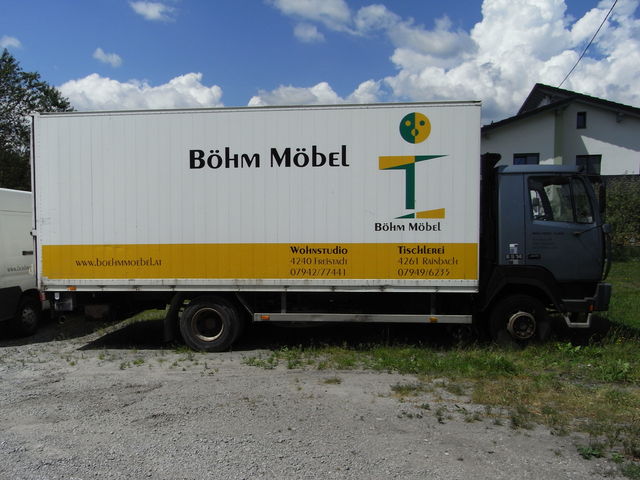 Böhm Möbel
Böhm Möbel
www.boehmmoebel.at
Wohnstudio
4240 Freistadt
07942/77441
Tischlerei
4261 Rainbach
07949/6235